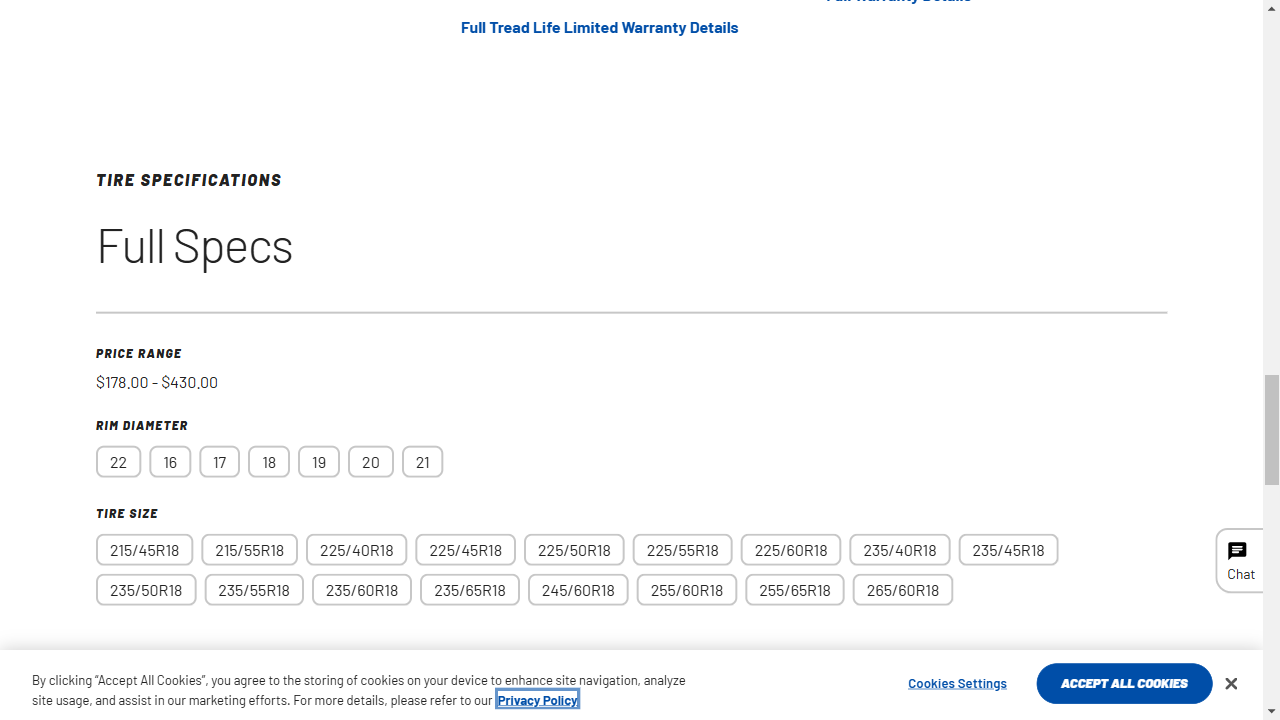 Full Warranty Details
Full Tread Life Limited Warranty Details
TIRE SPECIFICATIONS
Full Specs
PRICE RANGE
$178.00 - $430.00
RIM DIAMETER
22 16 17 18 19 20 21
TIRE SIZE
215/45R18 215/55R18 225/40R18 225/45R18 225/50R18 225/55R18 225/60R18 235/40R18 235/45R18
235/50R18 235/55R18 235/60R18 235/65R18 245/60R18 255/60R18 255/65R18 265/60R18
Chat
By clicking “Accept All Cookies”, you agree to the storing of cookies on your device to enhance site navigation, analyze
site usage, and assist in our marketing efforts. For more details, please refer to our Privacy Policy
Cookies Settings
ACCEPT ALL COOKIES